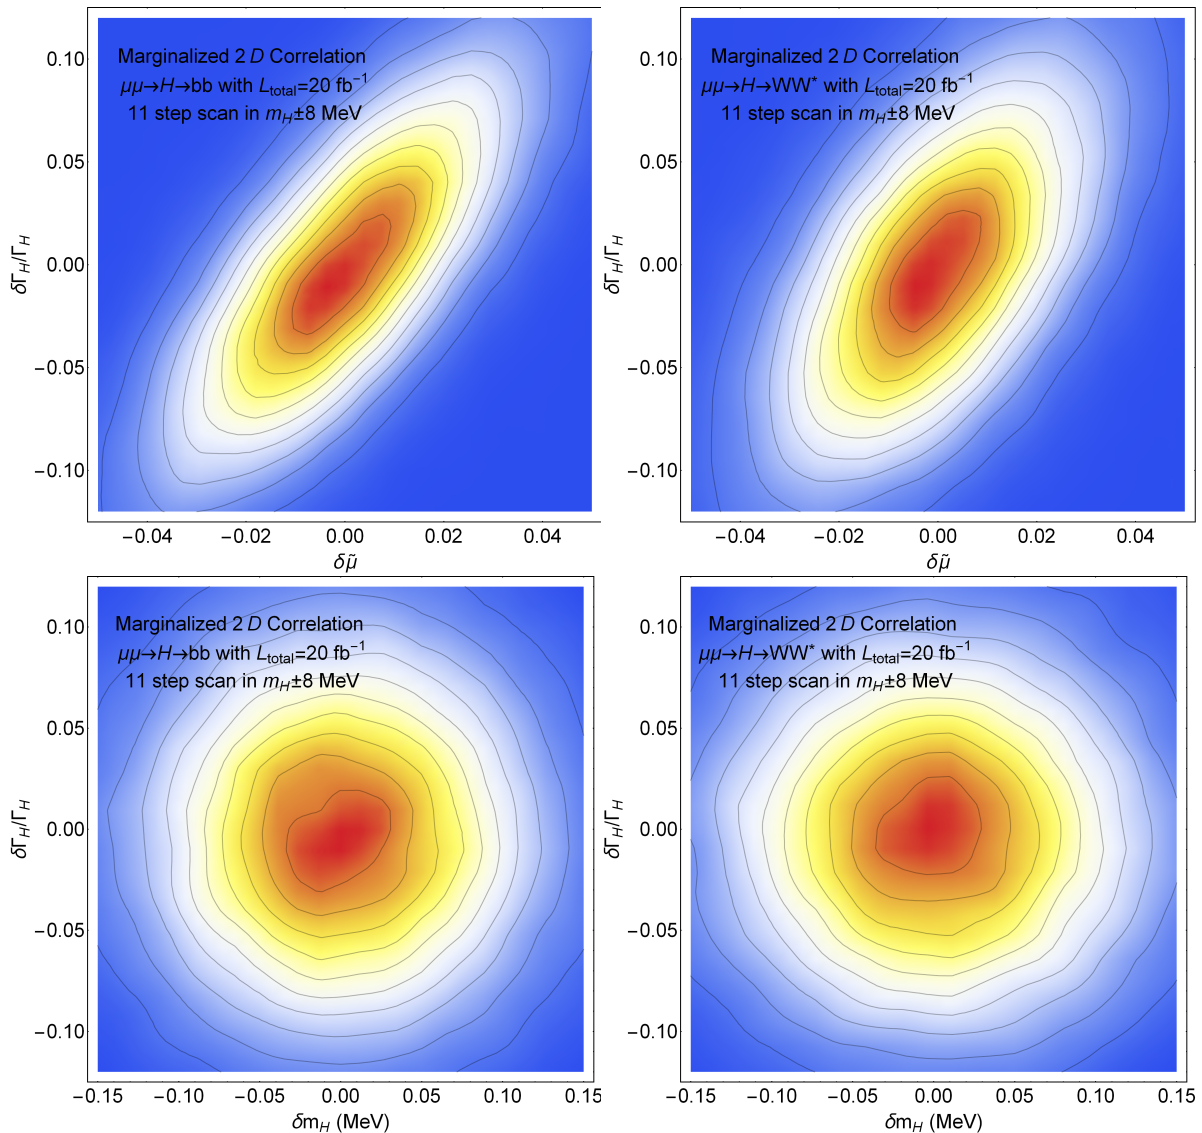 Marginalized 2 D Correlation
μμ→H→bb with L_total=20 fb⁻¹
11 step scan in m_H±8 MeV
0.10
0.05
0.00
−0.05
−0.10
δΓ_H/Γ_H
−0.04 −0.02 0.00 0.02 0.04
δμ̃
Marginalized 2 D Correlation
μμ→H→WW* with L_total=20 fb⁻¹
11 step scan in m_H±8 MeV
0.10
0.05
0.00
−0.05
−0.10
δΓ_H/Γ_H
−0.04 −0.02 0.00 0.02 0.04
δμ̃
Marginalized 2 D Correlation
μμ→H→bb with L_total=20 fb⁻¹
11 step scan in m_H±8 MeV
0.10
0.05
0.00
−0.05
−0.10
δΓ_H/Γ_H
−0.15 −0.10 −0.05 0.00 0.05 0.10 0.15
δm_H (MeV)
Marginalized 2 D Correlation
μμ→H→WW* with L_total=20 fb⁻¹
11 step scan in m_H±8 MeV
0.10
0.05
0.00
−0.05
−0.10
δΓ_H/Γ_H
−0.15 −0.10 −0.05 0.00 0.05 0.10 0.15
δm_H (MeV)